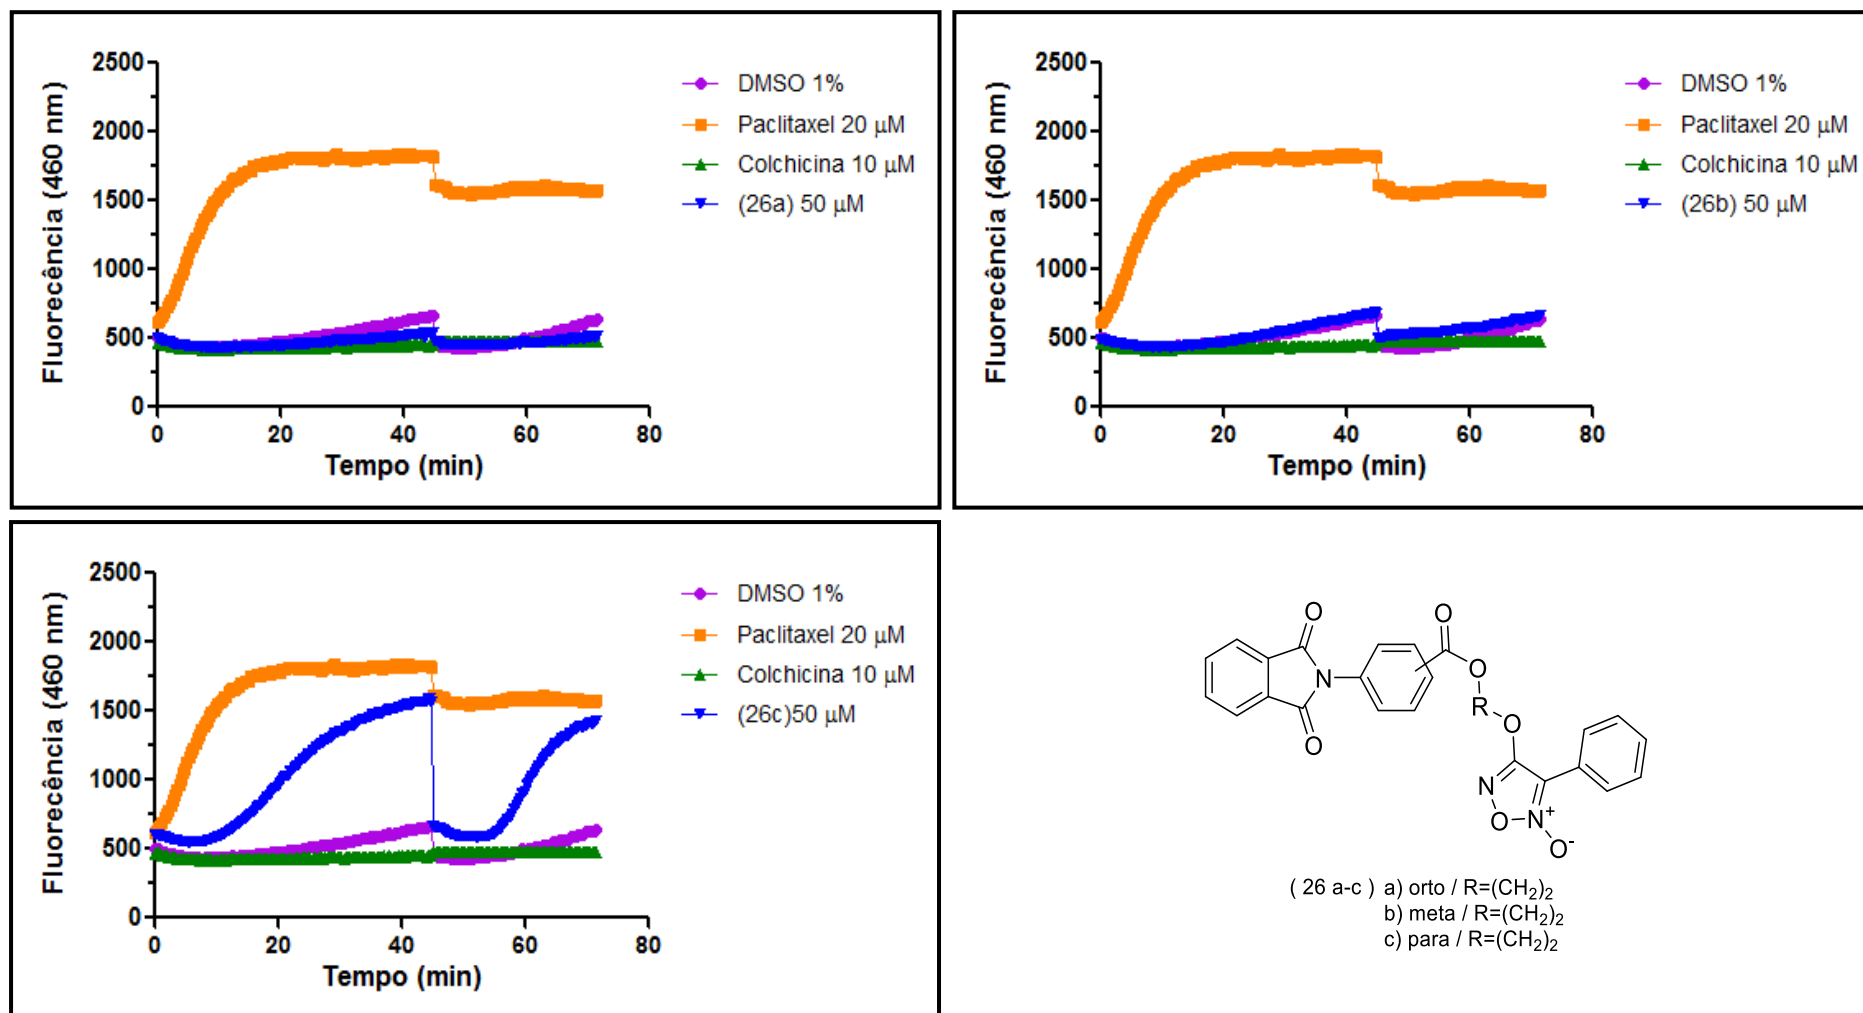 2500
2000
1500
1000
500
0
Fluorecência (460 nm)
0 20 40 60 80
Tempo (min)
DMSO 1%
Paclitaxel 20 μM
Colchicina 10 μM
(26a) 50 μM
2500
2000
1500
1000
500
0
Fluorecência (460 nm)
0 20 40 60 80
Tempo (min)
DMSO 1%
Paclitaxel 20 μM
Colchicina 10 μM
(26b) 50 μM
2500
2000
1500
1000
500
0
Fluorecência (460 nm)
0 20 40 60 80
Tempo (min)
DMSO 1%
Paclitaxel 20 μM
Colchicina 10 μM
(26c)50 μM
O
O
N
O
O
R
O
N
O
N+
O-
( 26 a-c ) a) orto / R=(CH2)2
b) meta / R=(CH2)2
c) para / R=(CH2)2